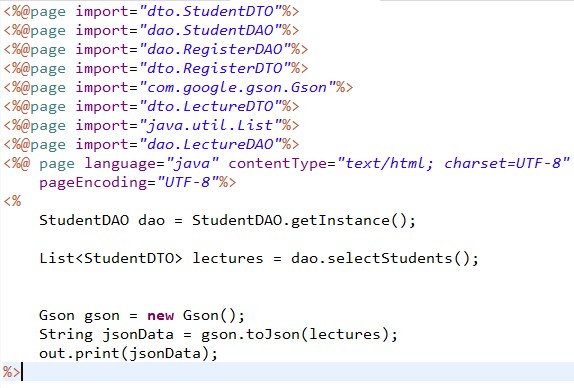 <%@page import="dto.StudentDTO"%>
<%@page import="dao.StudentDAO"%>
<%@page import="dao.RegisterDAO"%>
<%@page import="dto.RegisterDTO"%>
<%@page import="com.google.gson.Gson"%>
<%@page import="dto.LectureDTO"%>
<%@page import="java.util.List"%>
<%@page import="dao.LectureDAO"%>
<%@ page language="java" contentType="text/html; charset=UTF-8"
    pageEncoding="UTF-8"%>
<%
    StudentDAO dao = StudentDAO.getInstance();
    List<StudentDTO> lectures = dao.selectStudents();
    Gson gson = new Gson();
    String jsonData = gson.toJson(lectures);
    out.print(jsonData);
%>